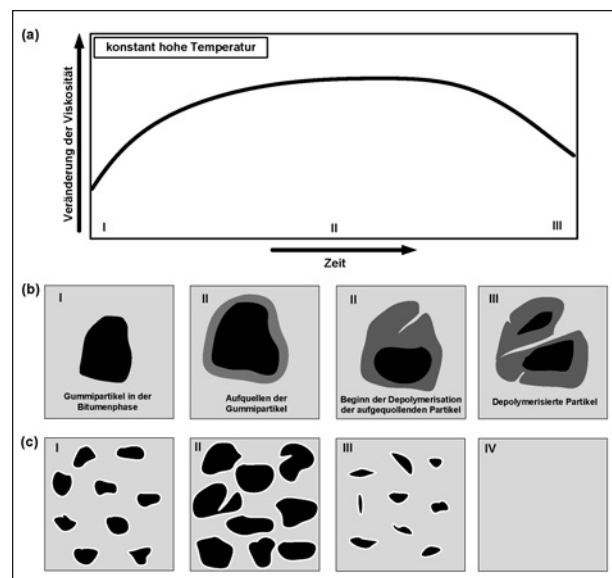 (a)
konstant hohe Temperatur
Veränderung der Viskosität
I
II
III
Zeit
(b)
I
Gummipartikel in der
Bitumenphase
II
Aufquellen der
Gummipartikel
II
Beginn der Depolymerisation
der aufgequollenden Partikel
III
Depolymerisierte Partikel
(c)
I
II
III
IV